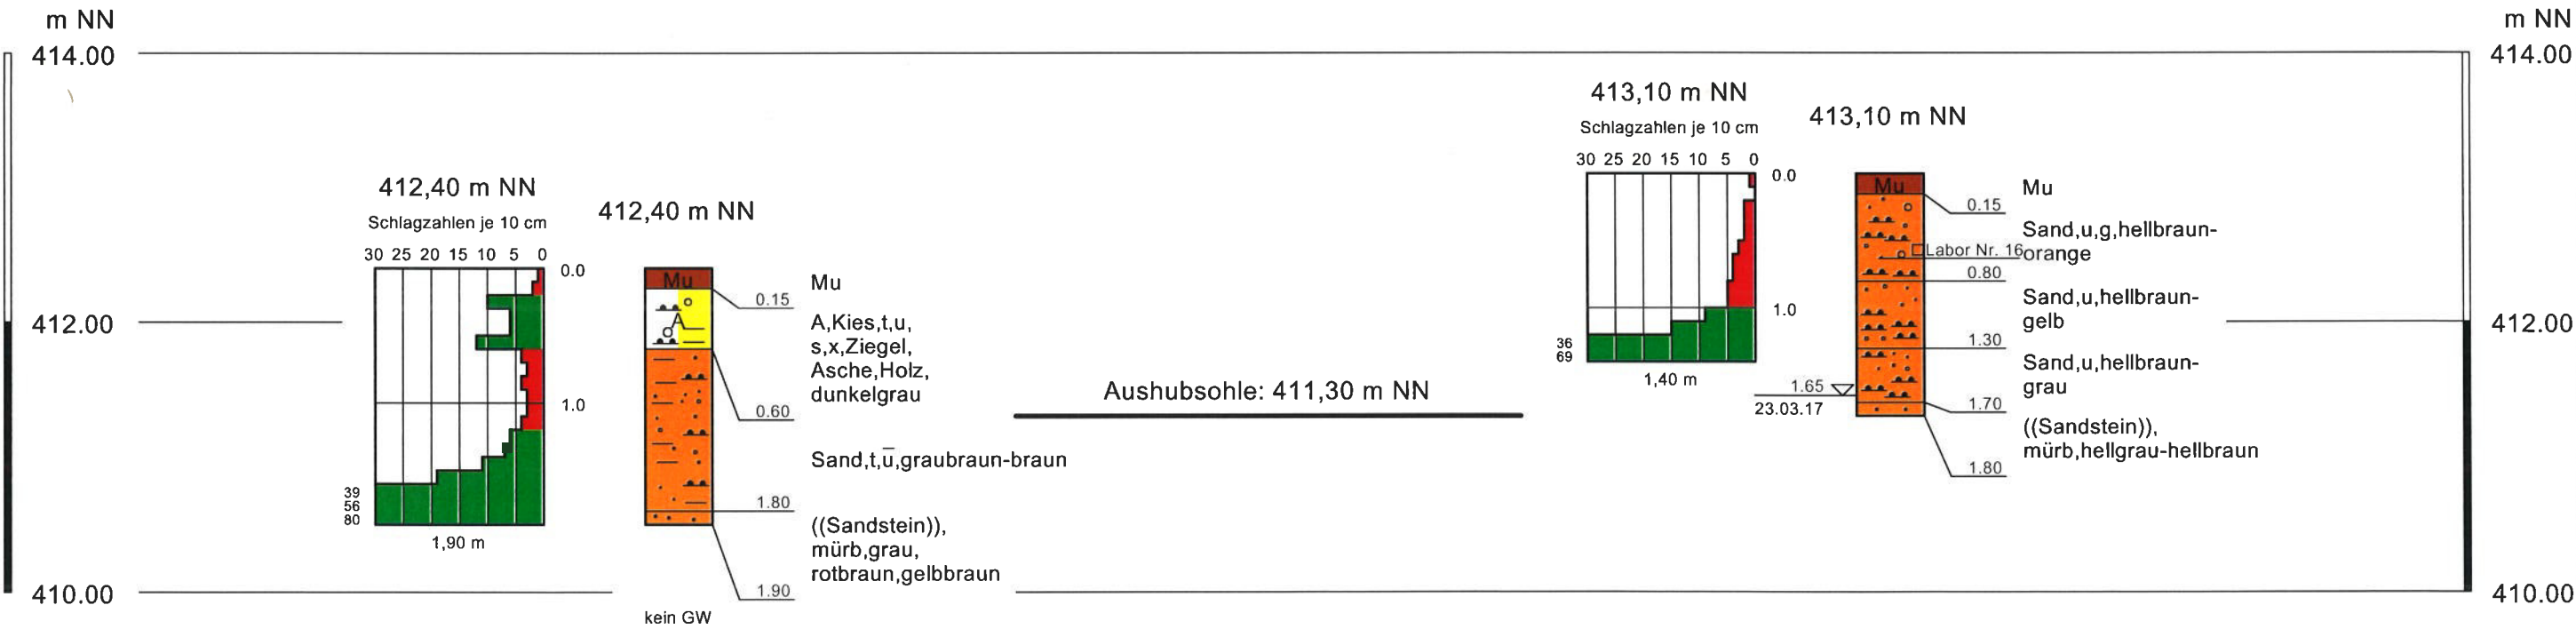 m NN
m NN
414.00
414.00
413,10 m NN
Schlagzahlen je 10 cm
30 25 20 15 10 5 0
0.0
1.0
36
69
1,40 m
413,10 m NN
Mu
Mu
0.15
Sand,u,g,hellbraun-
orange
Labor Nr. 16
0.80
Sand,u,hellbraun-
gelb
1.30
Sand,u,hellbraun-
grau
1.65
23.03.17
1.70
((Sandstein)),
mürb,hellgrau-hellbraun
1.80
412,40 m NN
Schlagzahlen je 10 cm
30 25 20 15 10 5 0
0.0
1.0
39
56
80
1,90 m
412,40 m NN
Mu
Mu
0.15
A
A,Kies,t,u,
s,x,Ziegel,
Asche,Holz,
dunkelgrau
0.60
Sand,t,ū,graubraun-braun
1.80
((Sandstein)),
mürb,grau,
rotbraun,gelbbraun
1.90
kein GW
Aushubsohle: 411,30 m NN
412.00
412.00
410.00
410.00